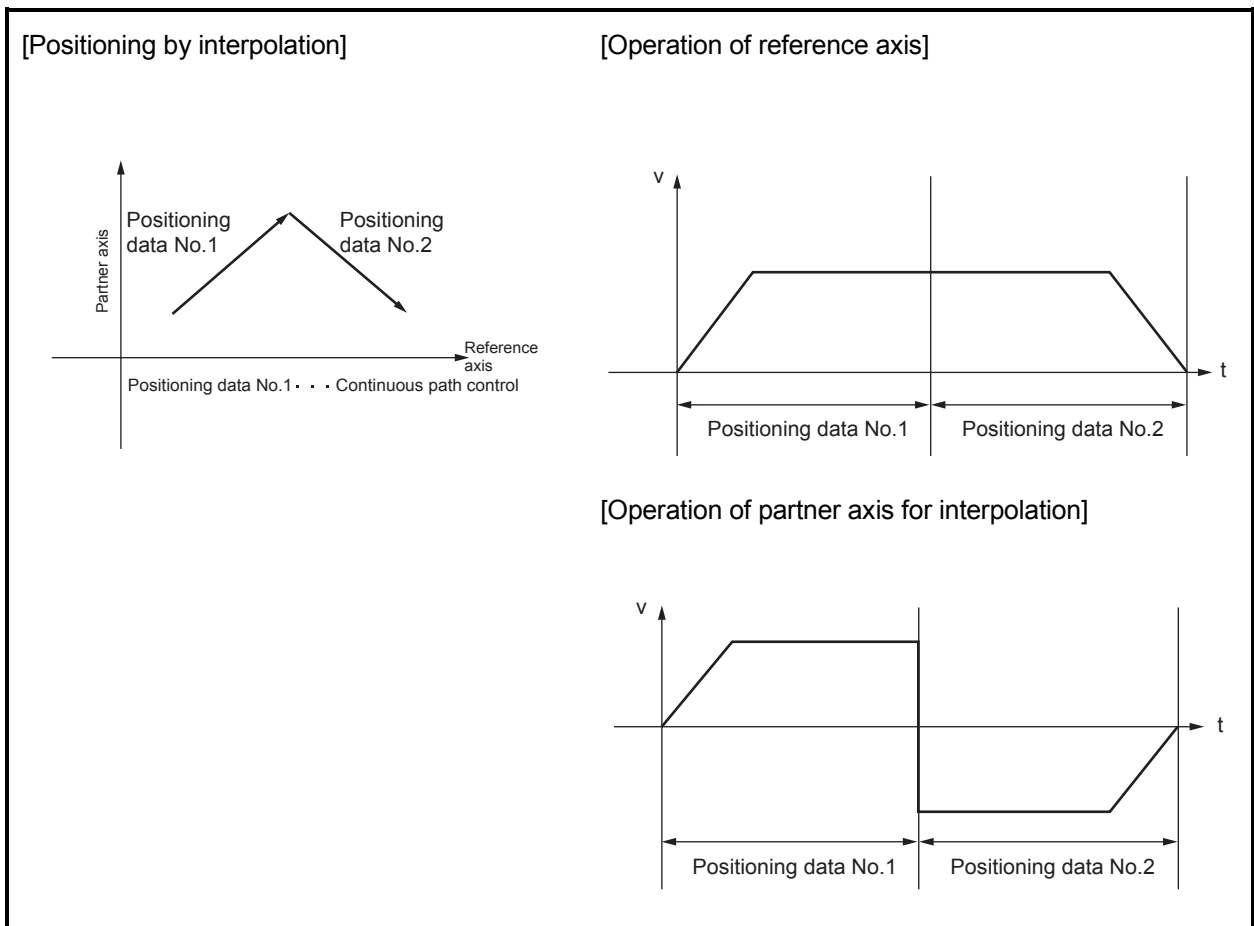 [Positioning by interpolation]
Partner axis
Positioning
data No.1
Positioning
data No.2
Reference
axis
Positioning data No.1 · · · Continuous path control
[Operation of reference axis]
v
t
Positioning data No.1
Positioning data No.2
[Operation of partner axis for interpolation]
v
t
Positioning data No.1
Positioning data No.2